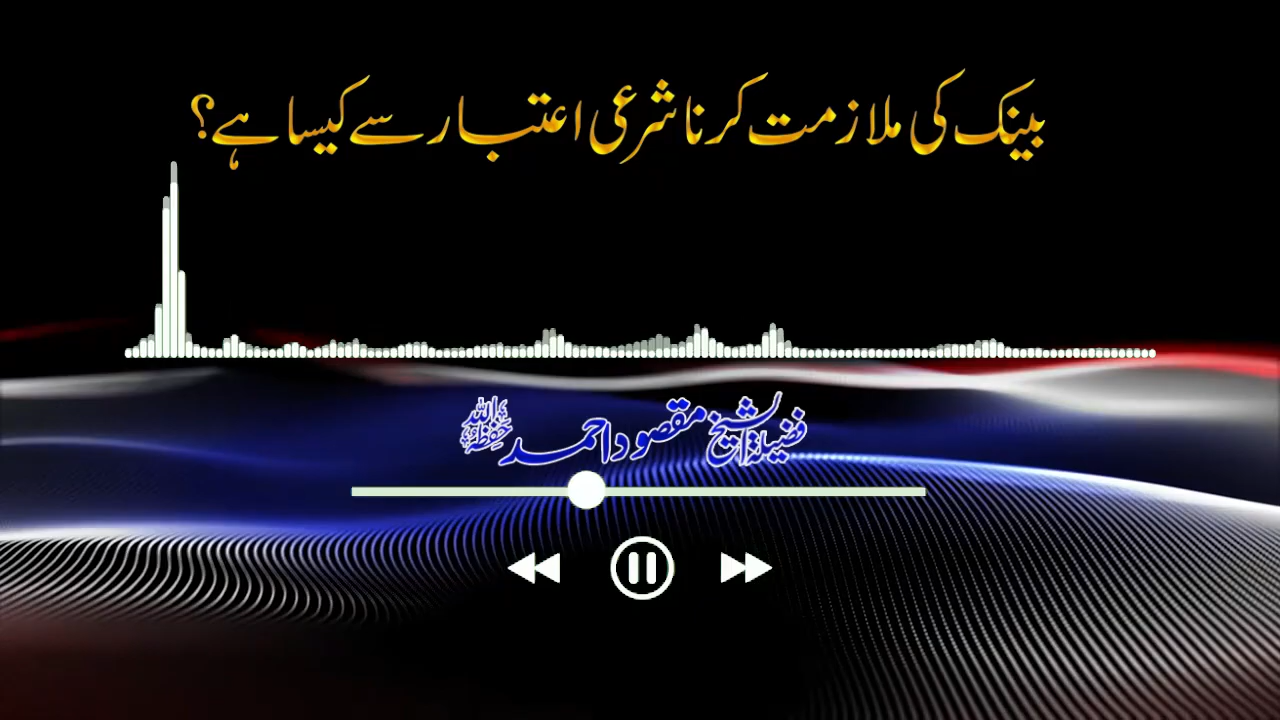 بینک کی ملازمت کرنا شرعی اعتبار سے کیسا ہے؟
فضیلۃ الشیخ مقصود احمد حفظہ اللہ